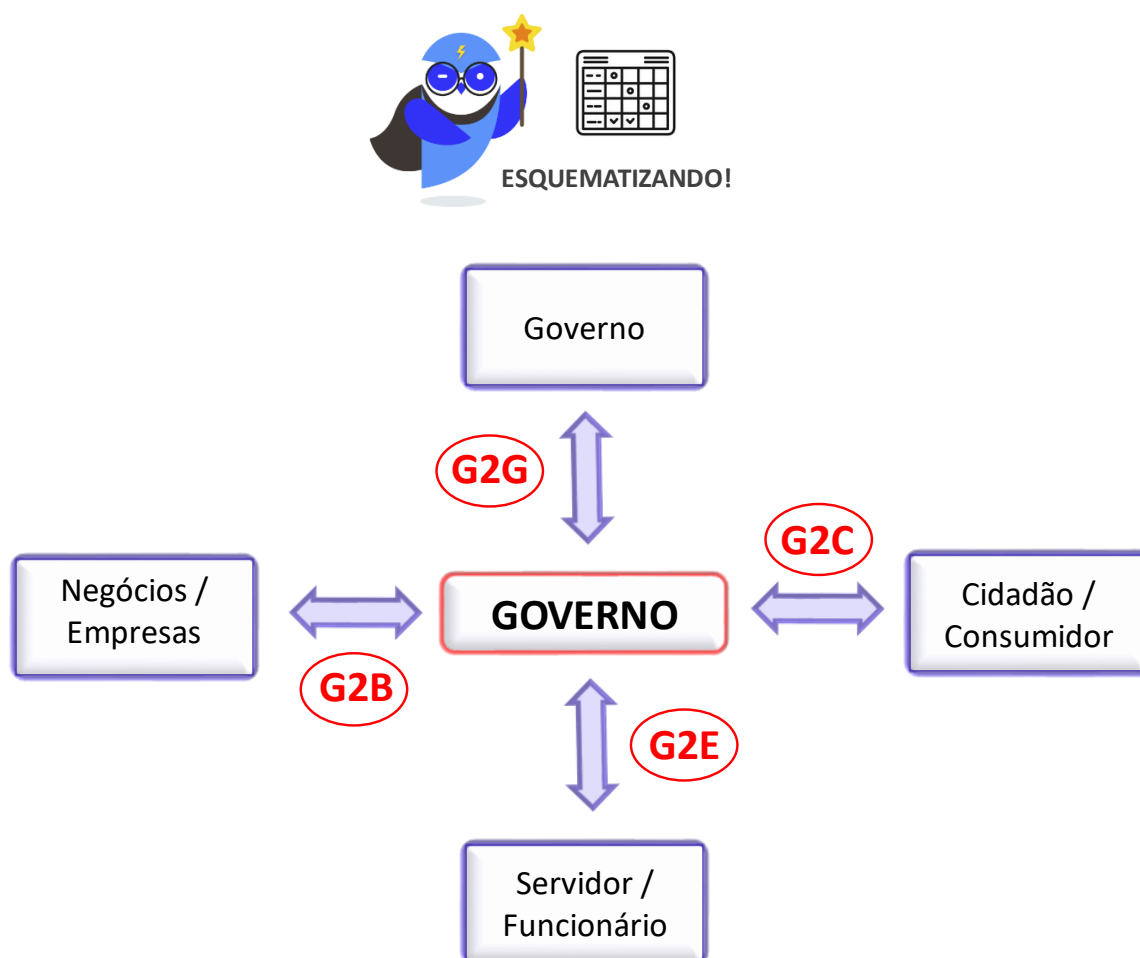 ESQUEMATIZANDO!
Governo
G2G
G2C
Negócios /
Empresas
GOVERNO
Cidadão /
Consumidor
G2B
G2E
Servidor /
Funcionário